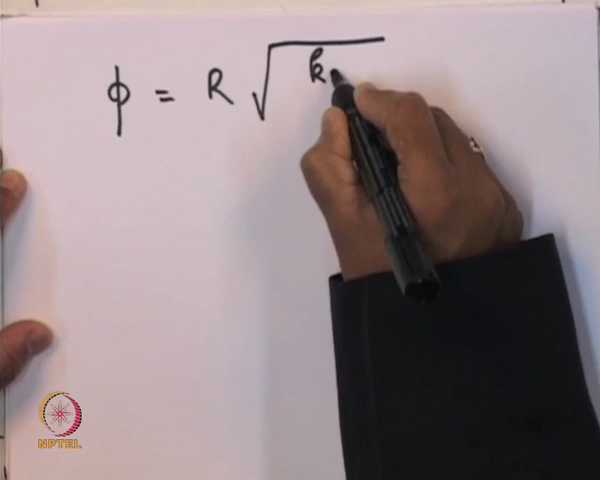 ϕ = R √k
NPTEL